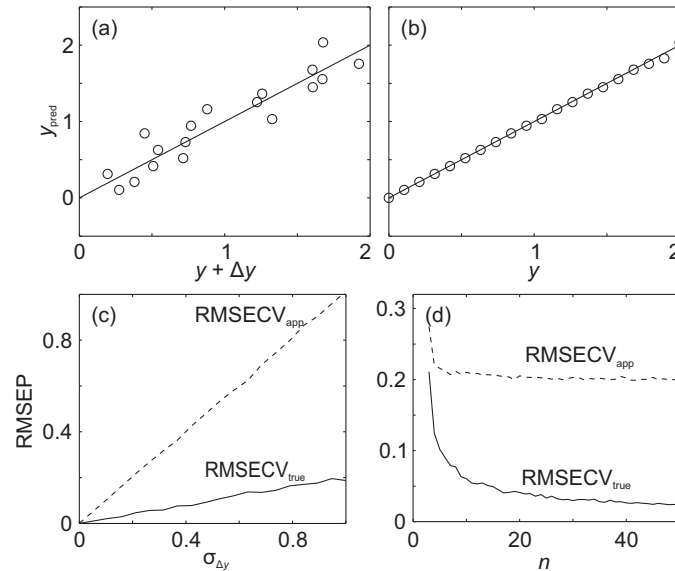 (a)
(b)
2
1
0
y_pred
0
1
2
0
1
2
y + Δy
y
(c)
RMSECV_app
(d)
0.3
0.8
RMSECV_app
0.2
RMSEP
0.4
0.1
RMSECV_true
RMSECV_true
0
0
0
0.4
0.8
0
20
40
σ_Δy
n